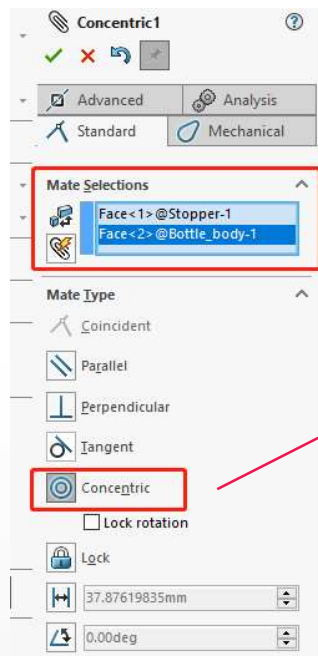 Concentric1
Advanced
Analysis
Standard
Mechanical
Mate Selections
Face<1>@Stopper-1
Face<2>@Bottle_body-1
Mate Type
Coincident
Parallel
Perpendicular
Tangent
Concentric
Lock rotation
Lock
37.87619835mm
0.00deg